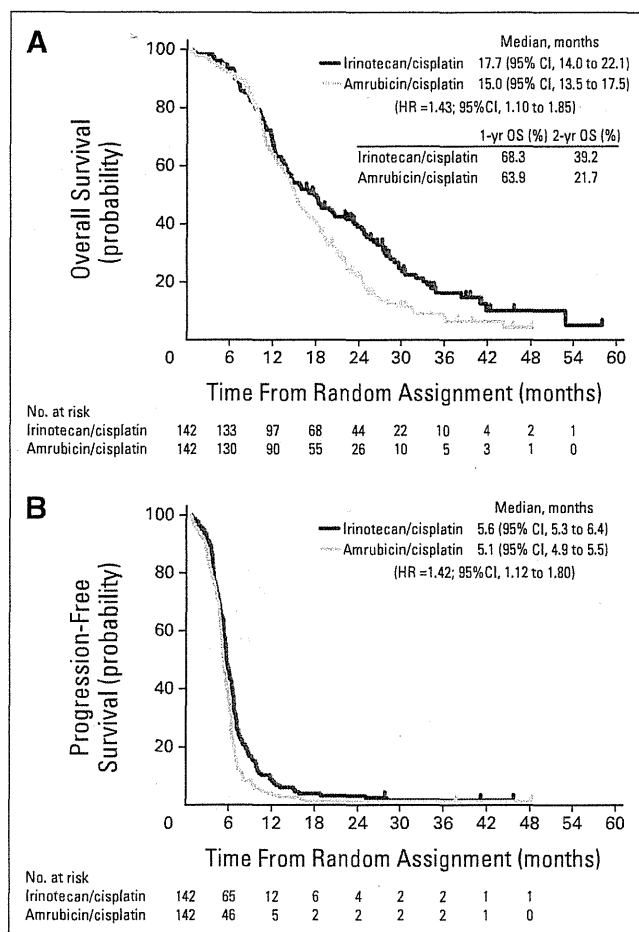 A
Median, months
Irinotecan/cisplatin 17.7 (95% CI, 14.0 to 22.1)
Amrubicin/cisplatin 15.0 (95% CI, 13.5 to 17.5)
(HR =1.43; 95%CI, 1.10 to 1.85)
1-yr OS (%) 2-yr OS (%)
Irinotecan/cisplatin 68.3 39.2
Amrubicin/cisplatin 63.9 21.7
Overall Survival
(probability)
100
80
60
40
20
0 6 12 18 24 30 36 42 48 54 60
Time From Random Assignment (months)
No. at risk
Irinotecan/cisplatin 142 133 97 68 44 22 10 4 2 1
Amrubicin/cisplatin 142 130 90 55 26 10 5 3 1 0
B
Median, months
Irinotecan/cisplatin 5.6 (95% CI, 5.3 to 6.4)
Amrubicin/cisplatin 5.1 (95% CI, 4.9 to 5.5)
(HR =1.42; 95%CI, 1.12 to 1.80)
Progression-Free
Survival (probability)
100
80
60
40
20
0 6 12 18 24 30 36 42 48 54 60
Time From Random Assignment (months)
No. at risk
Irinotecan/cisplatin 142 65 12 6 4 2 2 1 1
Amrubicin/cisplatin 142 46 5 2 2 2 2 1 0